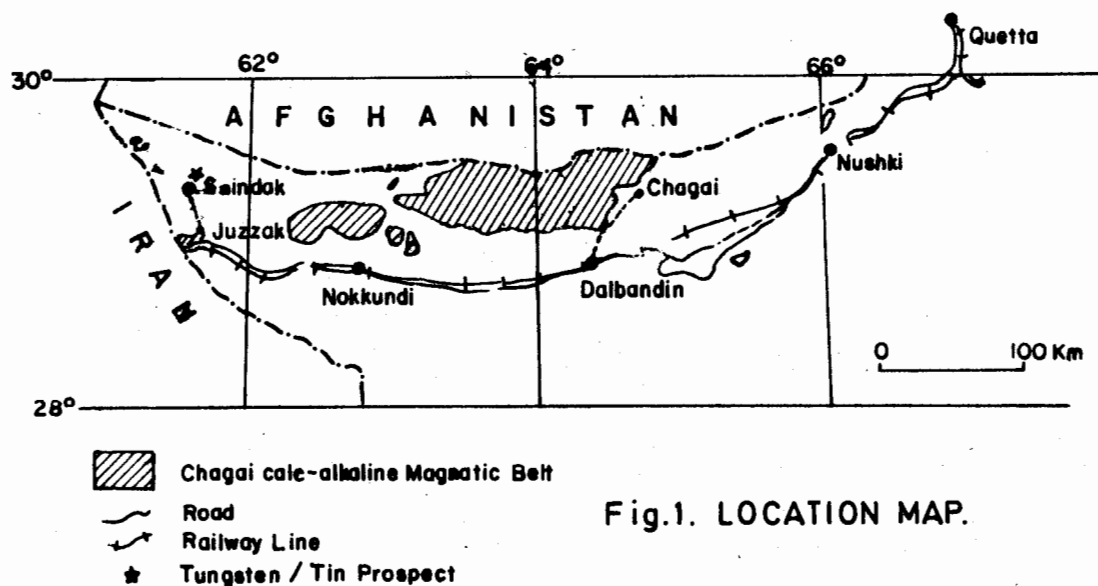 62° 64° 66°
Quetta
30°
AFGHANISTAN
Nushki
Saindak
Chagai
IRAN
Juzzak
Nokkundi
Dalbandin
0 100 Km
28°
Chagai calc-alkaline Magmatic Belt
Road
Railway Line
Tungsten / Tin Prospect
Fig.1. LOCATION MAP.